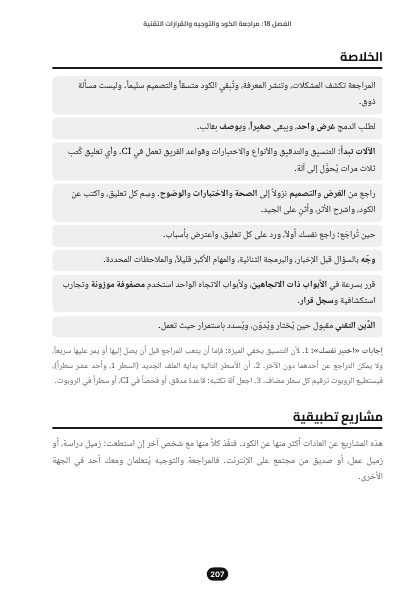 الفصل 18: مراجعة الكود والتوجيه والقرارات التقنية
الخلاصة
المراجعة تكشف المشكلات، وتنشر المعرفة، وتُبقي الكود متسقاً والتصميم سليماً. وليست مسألة
ذوق.
لطلب الدمج غرض واحد، ويبقى صغيراً، ويوصف بقالب.
الآلات تبدأ: التنسيق والتدقيق والأنواع والاختبارات وقواعد الفريق تعمل في CI. وأي تعليق كُتب
ثلاث مرات يُحوَّل إلى آلة.
راجع من الغرض والتصميم نزولاً إلى الصحة والاختبارات والوضوح. وسِم كل تعليق، واكتب عن
الكود، واشرح الأثر، وأثنِ على الجيد.
حين تُراجَع: راجع نفسك أولاً، ورد على كل تعليق، واعترض بأسباب.
وجّه بالسؤال قبل الإخبار، وبالبرمجة الثنائية، والمهام الأكبر قليلاً، والملاحظات المحددة.
قرر بسرعة في الأبواب ذات الاتجاهين، ولأبواب الاتجاه الواحد استخدم مصفوفة موزونة وتجارب
استكشافية وسجل قرار.
الدَّين التقني مقبول حين يُختار ويُدوَّن، ويُسدد باستمرار حيث تعمل.
إجابات «اختبر نفسك»: 1. لأن التنسيق يخفي الميزة: فإما أن يتعب المراجع قبل أن يصل إليها أو يمر عليها سريعاً،
ولا يمكن التراجع عن أحدهما دون الآخر. 2. أن الأسطر التالية بداية الملف الجديد (السطر 1، وأحد عشر سطراً)،
فيستطيع الروبوت ترقيم كل سطر مضاف. 3. اجعل آلة تكتبه: قاعدة مدقق، أو فحصاً في CI، أو سطراً في الروبوت.
مشاريع تطبيقية
هذه المشاريع عن العادات أكثر منها عن الكود. فنفّذ كلاً منها مع شخص آخر إن استطعت: زميل دراسة، أو
زميل عمل، أو صديق من مجتمع على الإنترنت. فالمراجعة والتوجيه يُتعلمان ومعك أحد في الجهة
الأخرى.
207